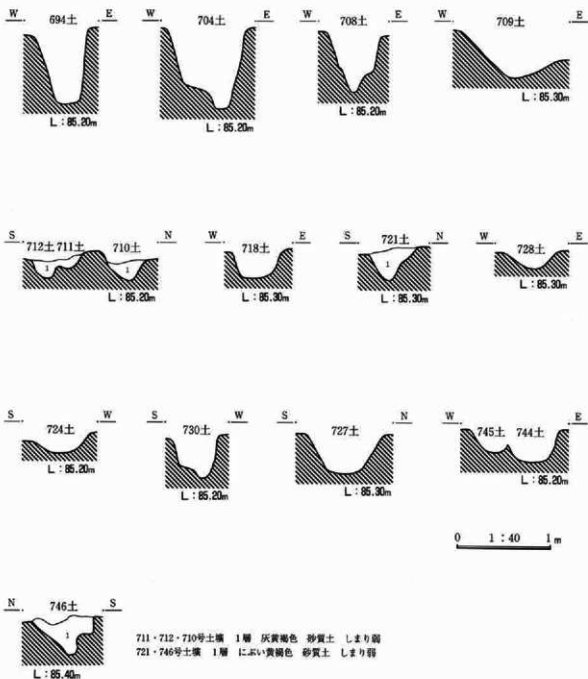 W 694土 E
W 704土 E
W 708土 E
W 709土 E
L：85.20m
L：85.20m
L：85.20m
L：85.30m
S 712土 711土 710土 N
W 718土 E
S 721土 N
W 728土 E
1 1
1
L：85.20m
L：85.30m
L：85.30m
L：85.30m
S 724土 W
S 730土 W
S 727土 N
W 745土 744土 E
L：85.20m
L：85.20m
L：85.30m
L：85.20m
0 1：40 1m
N 746土 S
1
L：85.40m
711・712・710号土壙 1層 灰黄褐色 砂質土 しまり弱
721・746号土壙 1層 にぶい黄褐色 砂質土 しまり弱